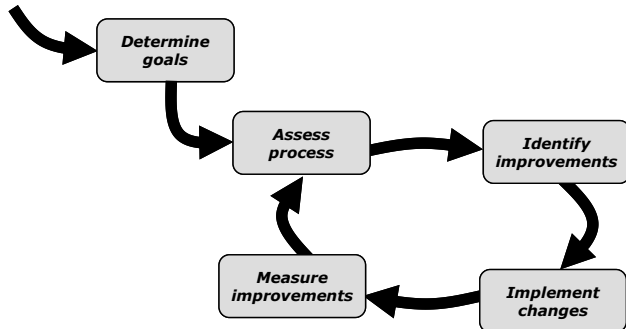 Determine
goals
Assess
process
Identify
improvements
Measure
improvements
Implement
changes